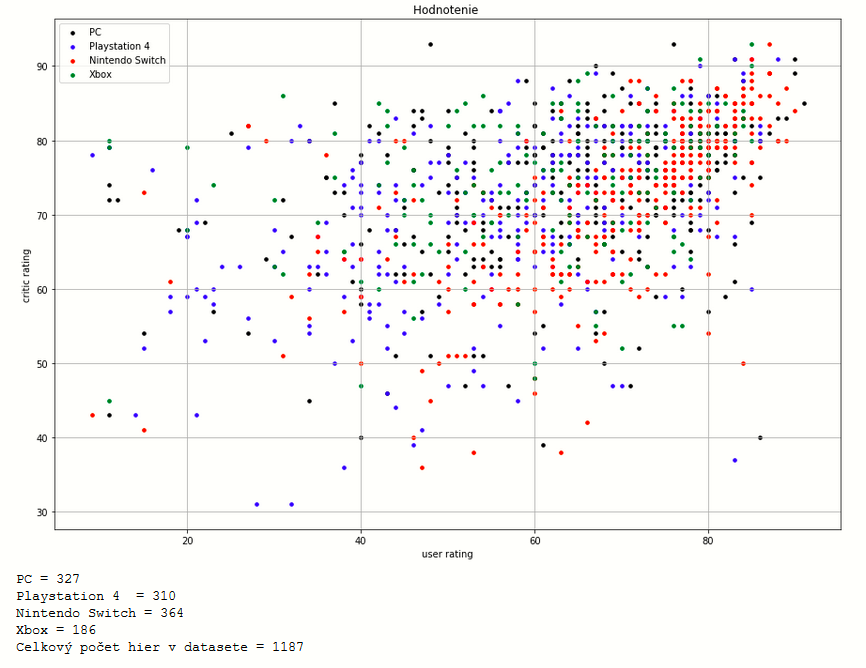 Hodnotenie
PC
Playstation 4
Nintendo Switch
Xbox
critic rating
90
80
70
60
50
40
30
20
40
60
80
user rating
PC = 327
Playstation 4  = 310
Nintendo Switch = 364
Xbox = 186
Celkový počet hier v datasete = 1187